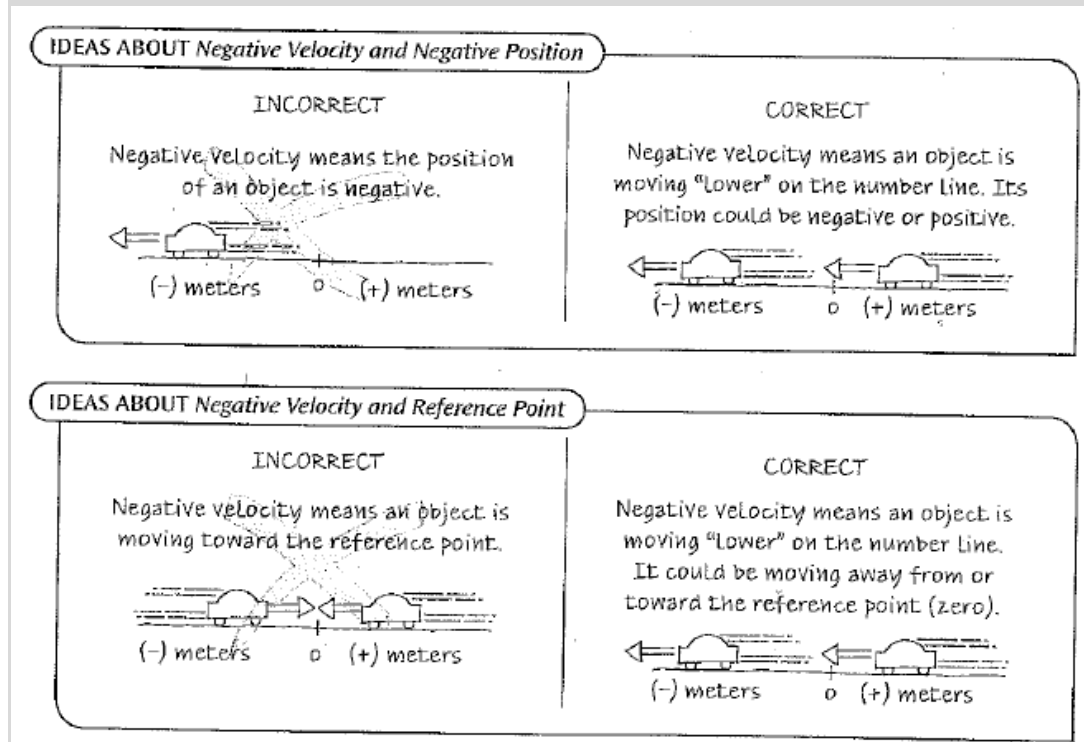 IDEAS ABOUT Negative Velocity and Negative Position
INCORRECT
Negative Velocity means the position
of an object is negative.
(-) meters 0 (+) meters
CORRECT
Negative velocity means an object is
moving "lower" on the number line. Its
position could be negative or positive.
(-) meters 0 (+) meters
IDEAS ABOUT Negative Velocity and Reference Point
INCORRECT
Negative velocity means an object is
moving toward the reference point.
(-) meters 0 (+) meters
CORRECT
Negative velocity means an object is
moving "lower" on the number line.
It could be moving away from or
toward the reference point (zero).
(-) meters 0 (+) meters